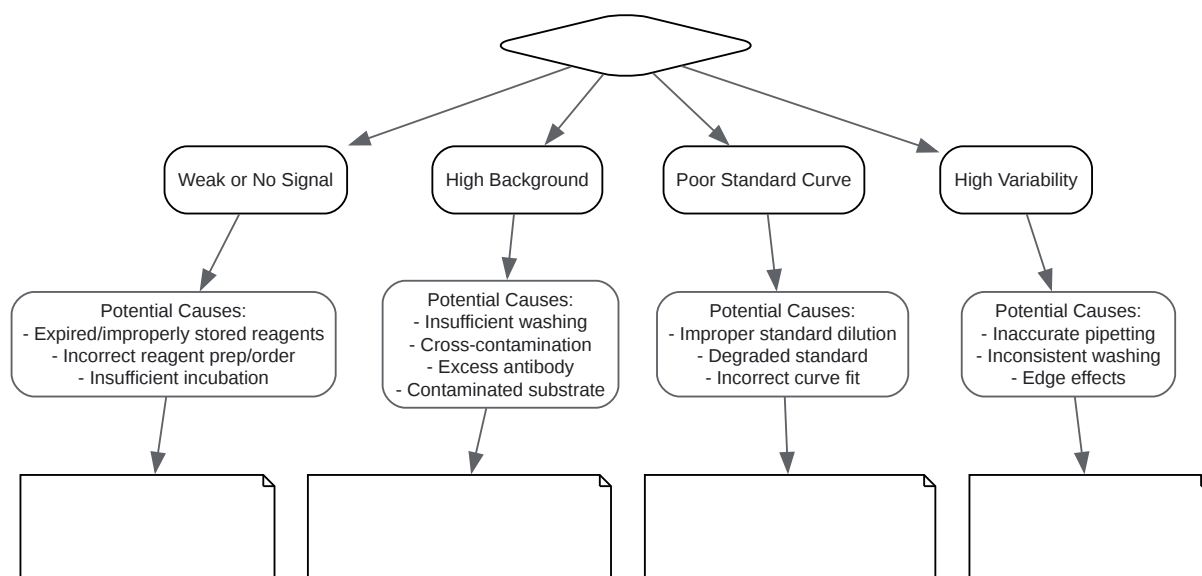 Weak or No Signal
High Background
Poor Standard Curve
High Variability
Potential Causes:
- Expired/improperly stored reagents
- Incorrect reagent prep/order
- Insufficient incubation
Potential Causes:
- Insufficient washing
- Cross-contamination
- Excess antibody
- Contaminated substrate
Potential Causes:
- Improper standard dilution
- Degraded standard
- Incorrect curve fit
Potential Causes:
- Inaccurate pipetting
- Inconsistent washing
- Edge effects